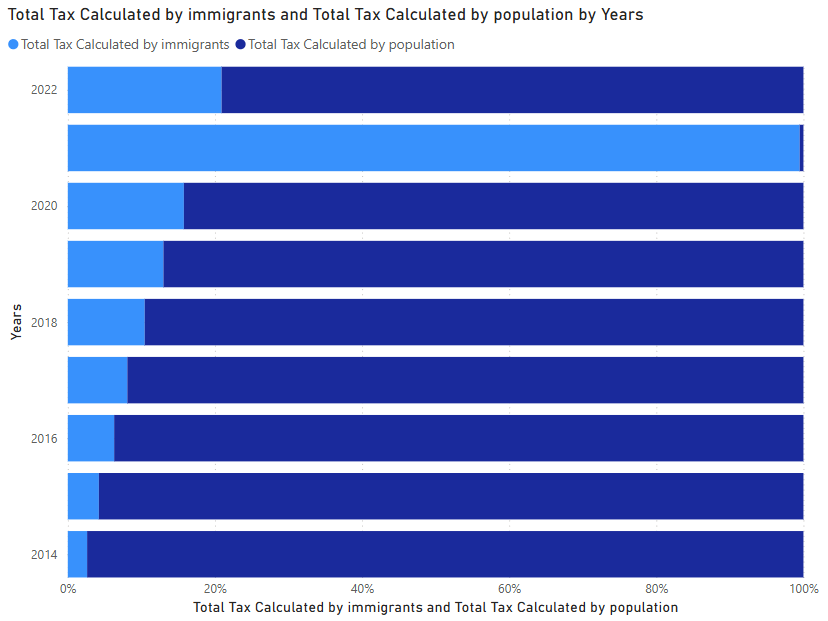 Total Tax Calculated by immigrants and Total Tax Calculated by population by Years
Total Tax Calculated by immigrants Total Tax Calculated by population
2022
2020
2018
2016
2014
Years
0% 20% 40% 60% 80% 100%
Total Tax Calculated by immigrants and Total Tax Calculated by population